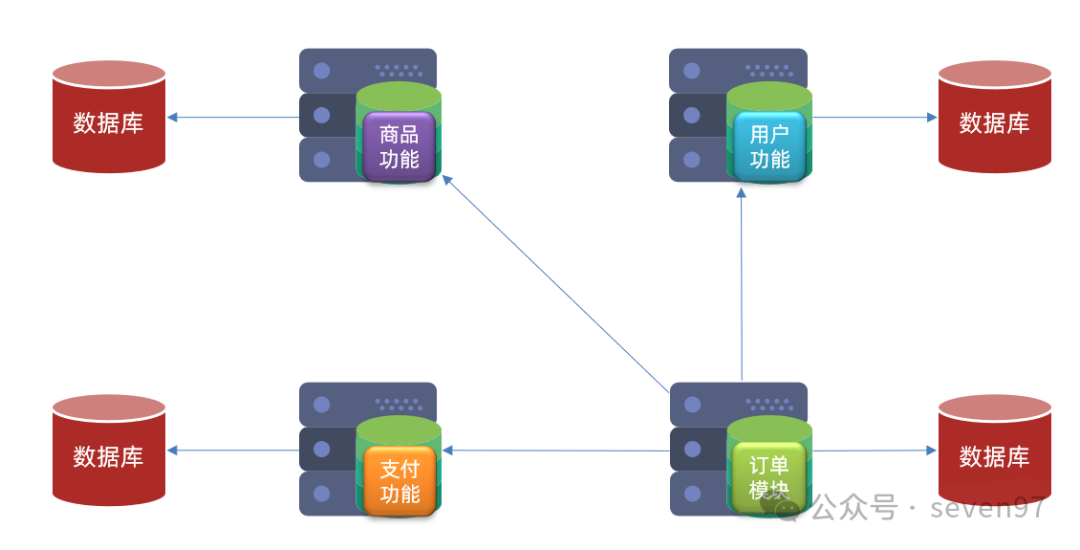 数据库
商品
功能
用户
功能
数据库
数据库
支付
功能
订单
模块
数据库
公众号 · seven97